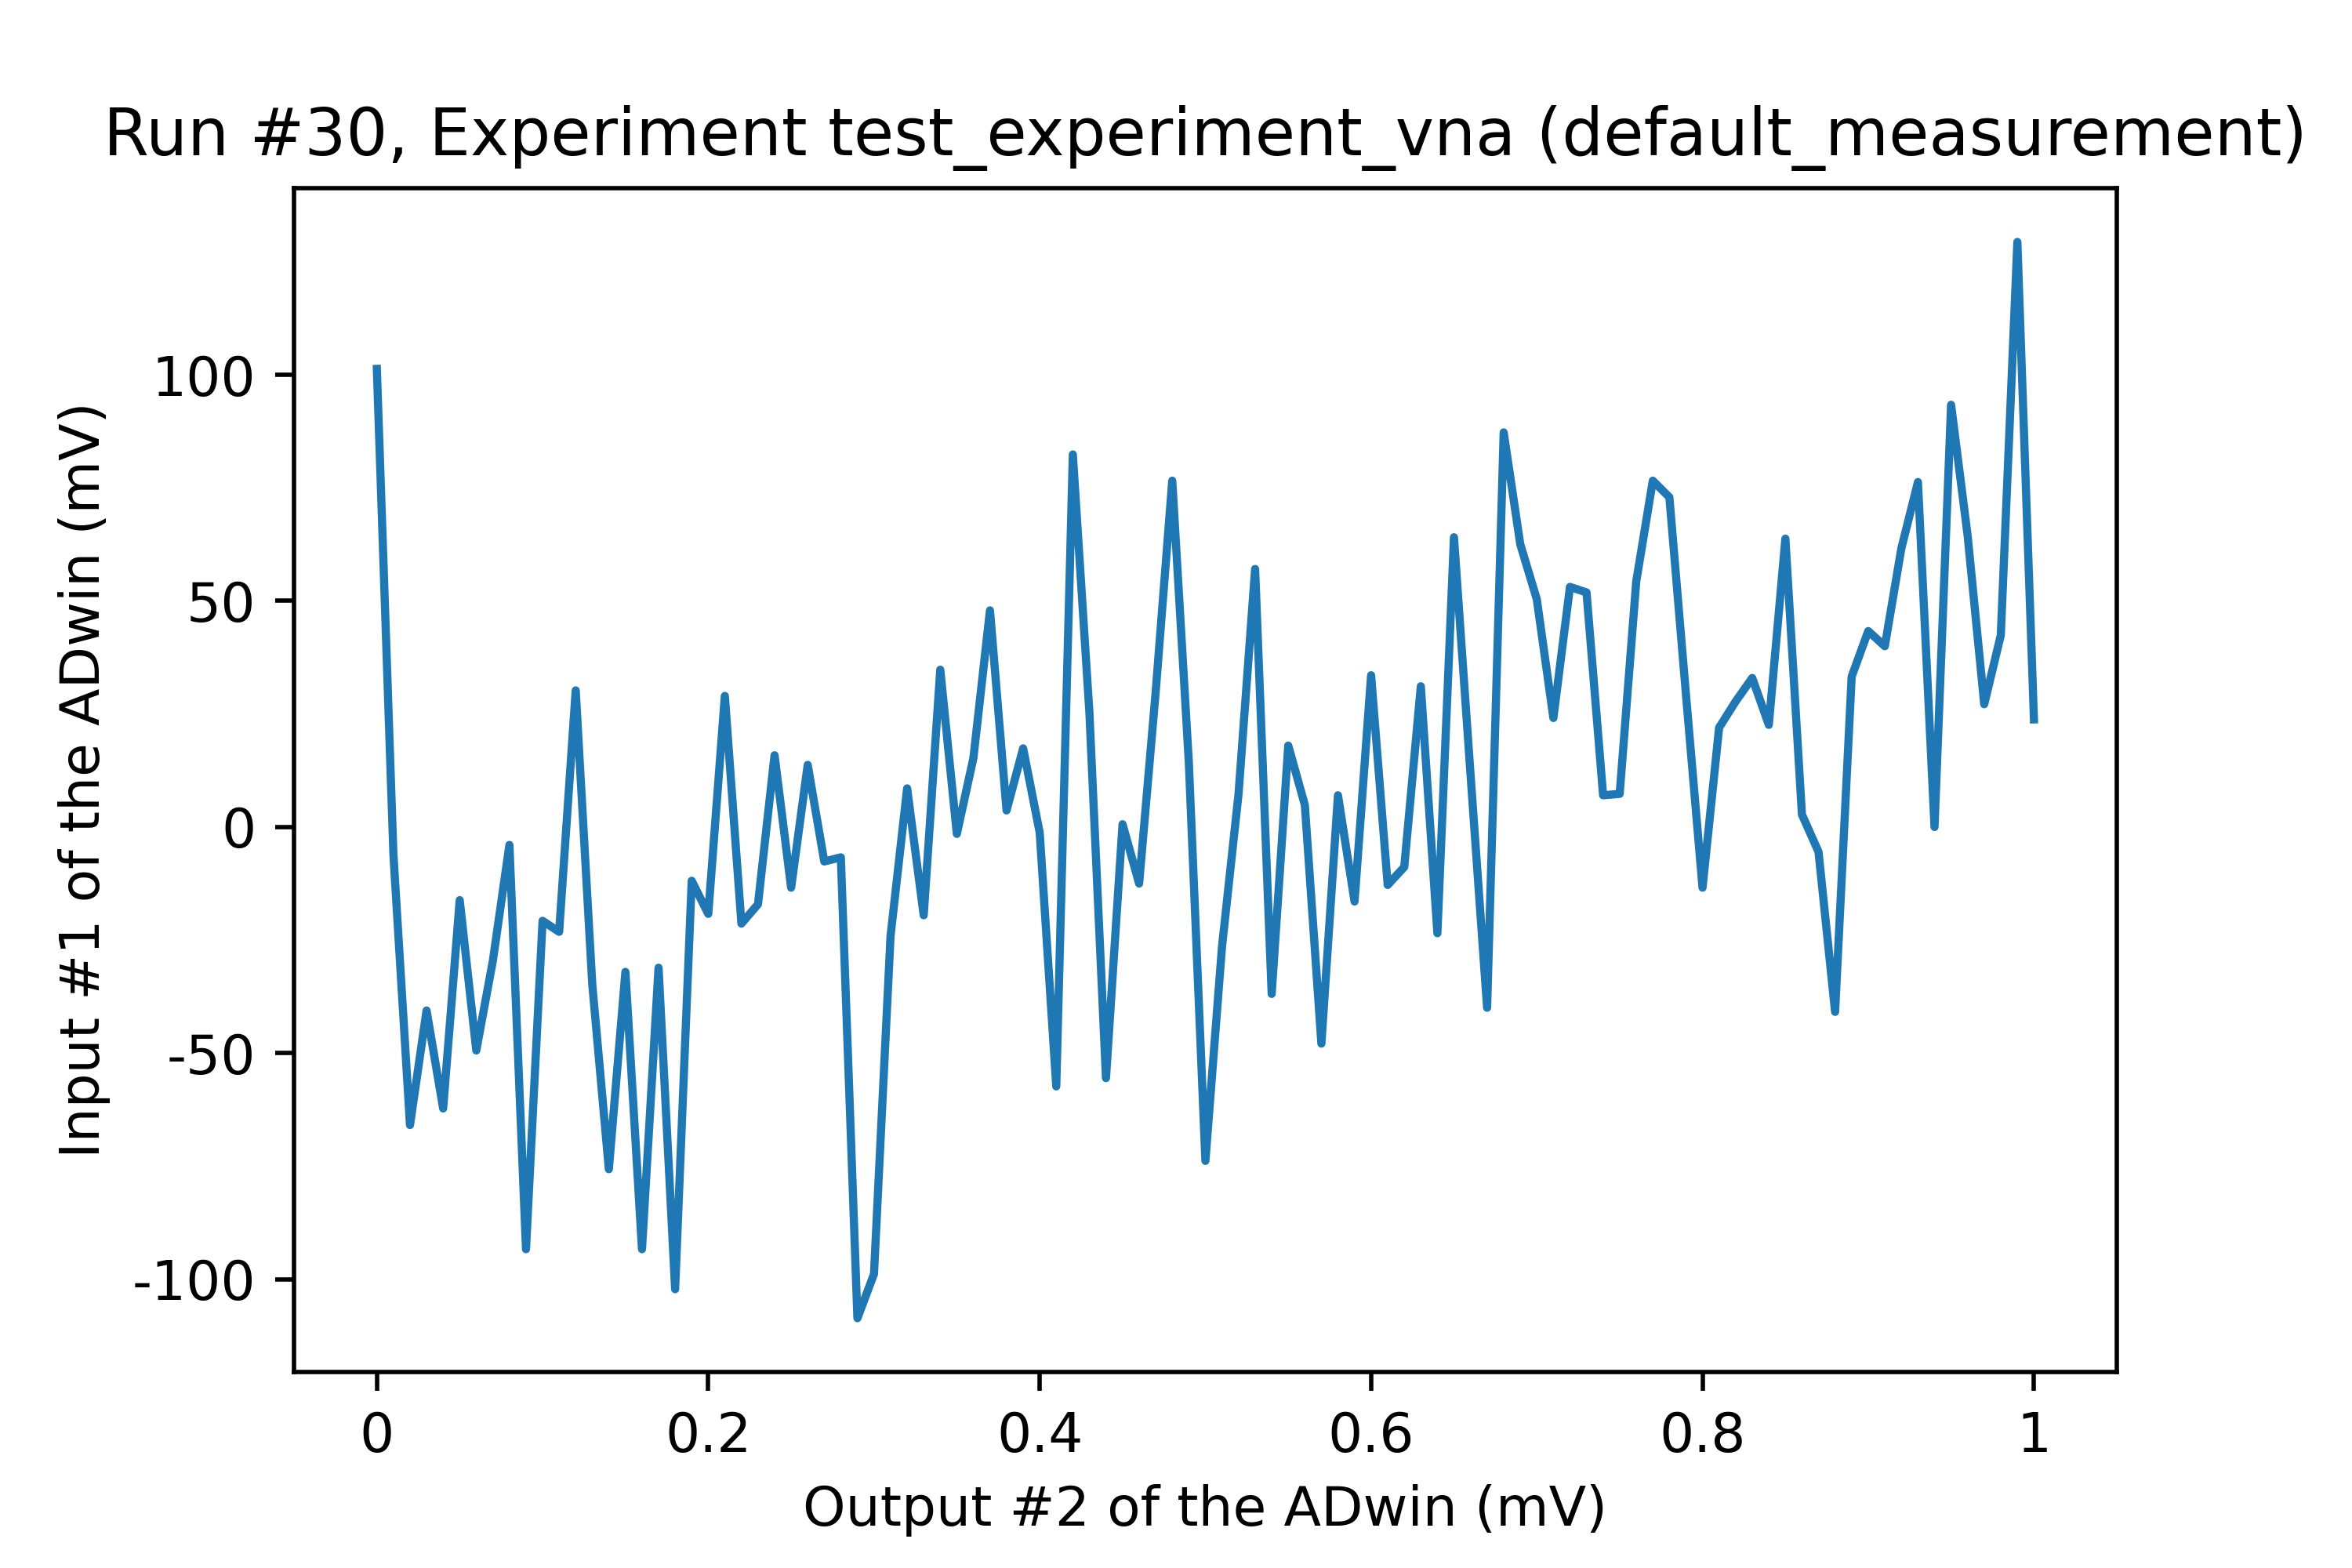 Run #30, Experiment test_experiment_vna (default_measurement)
Input #1 of the ADwin (mV)
100
50
0
-50
-100
0 0.2 0.4 0.6 0.8 1
Output #2 of the ADwin (mV)